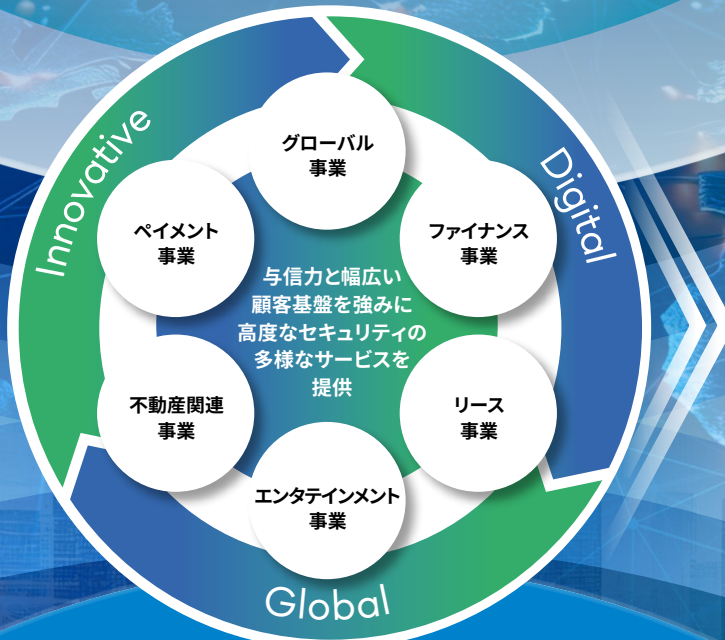 Innovative
Digital
Global
グローバル
事業
ファイナンス
事業
リース
事業
エンタテインメント
事業
不動産関連
事業
ペイメント
事業
与信力と幅広い
顧客基盤を強みに
高度なセキュリティの
多様なサービスを
提供